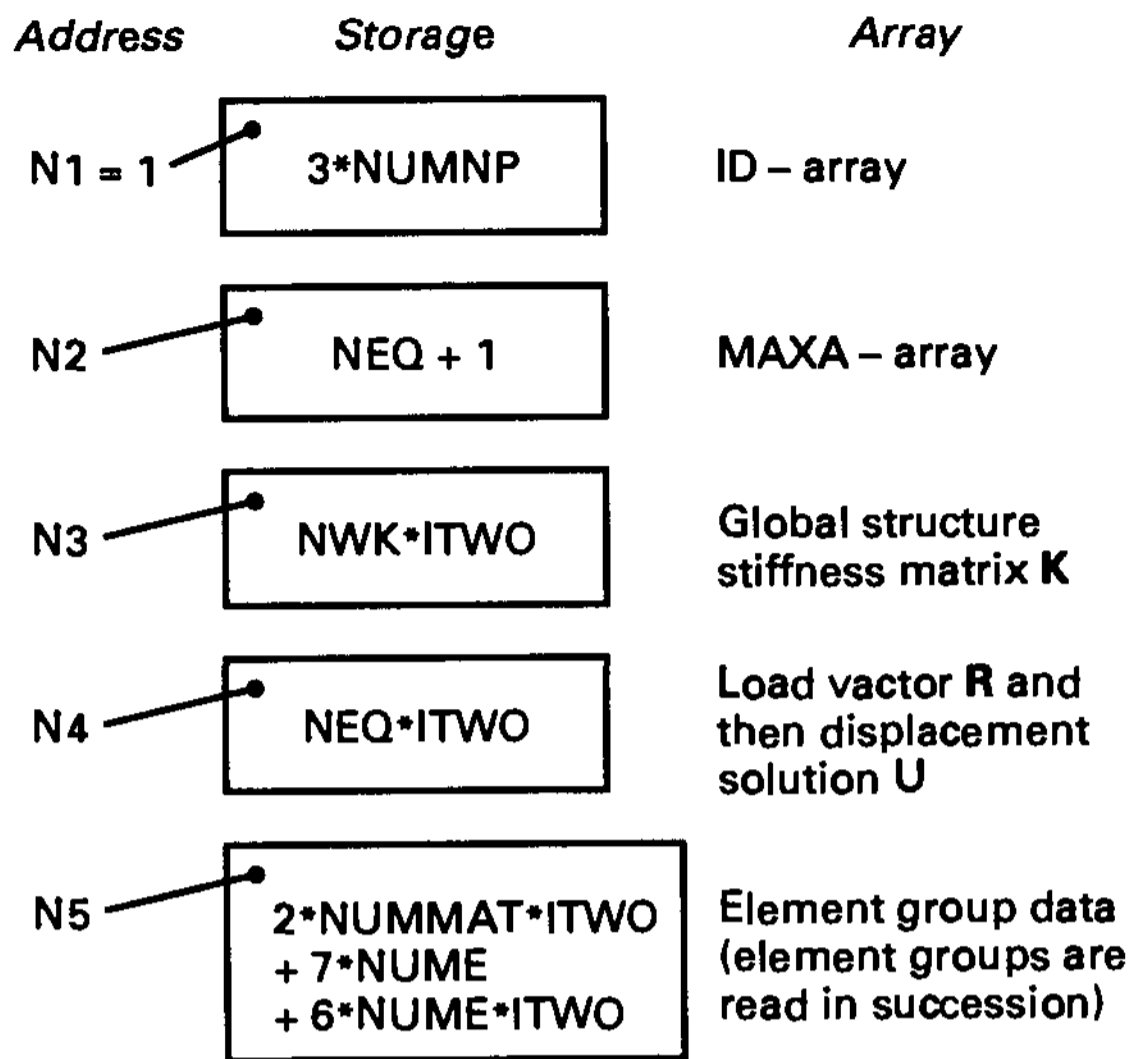 Address Storage Array
N1 = 1 3*NUMNP ID – array
N2 NEQ + 1 MAXA – array
N3 NWK*ITWO Global structure
stiffness matrix K
N4 NEQ*ITWO Load vactor R and
then displacement
solution U
N5 2*NUMMAT*ITWO Element group data
+ 7*NUME (element groups are
+ 6*NUME*ITWO read in succession)